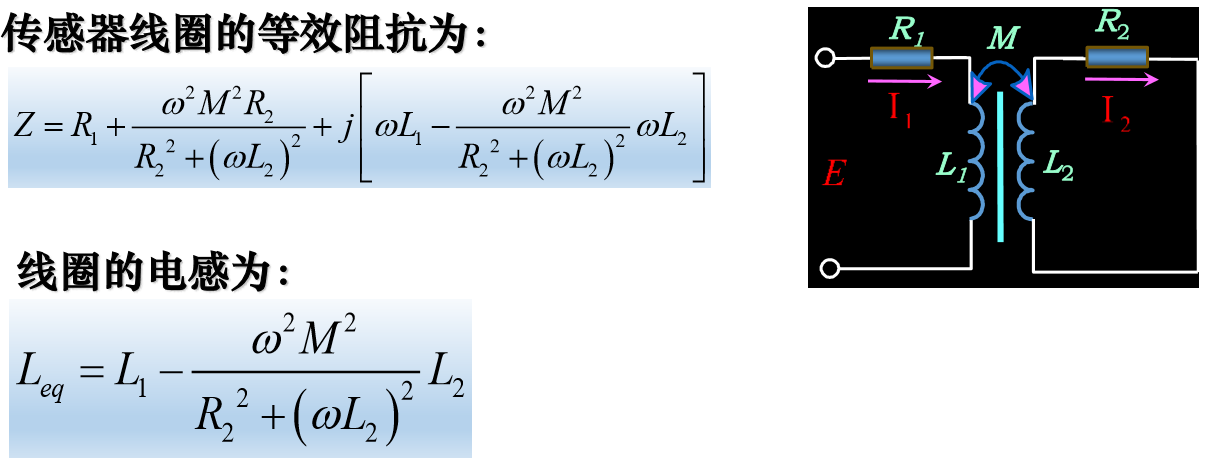 传感器线圈的等效阻抗为：
Z = R₁ + ω²M²R₂ / (R₂² + (ωL₂)²) + j[ωL₁ − ω²M² / (R₂² + (ωL₂)²) ωL₂]
线圈的电感为：
L_eq = L₁ − ω²M² / (R₂² + (ωL₂)²) L₂
R₁ M R₂
I₁ I₂
E L₁ L₂